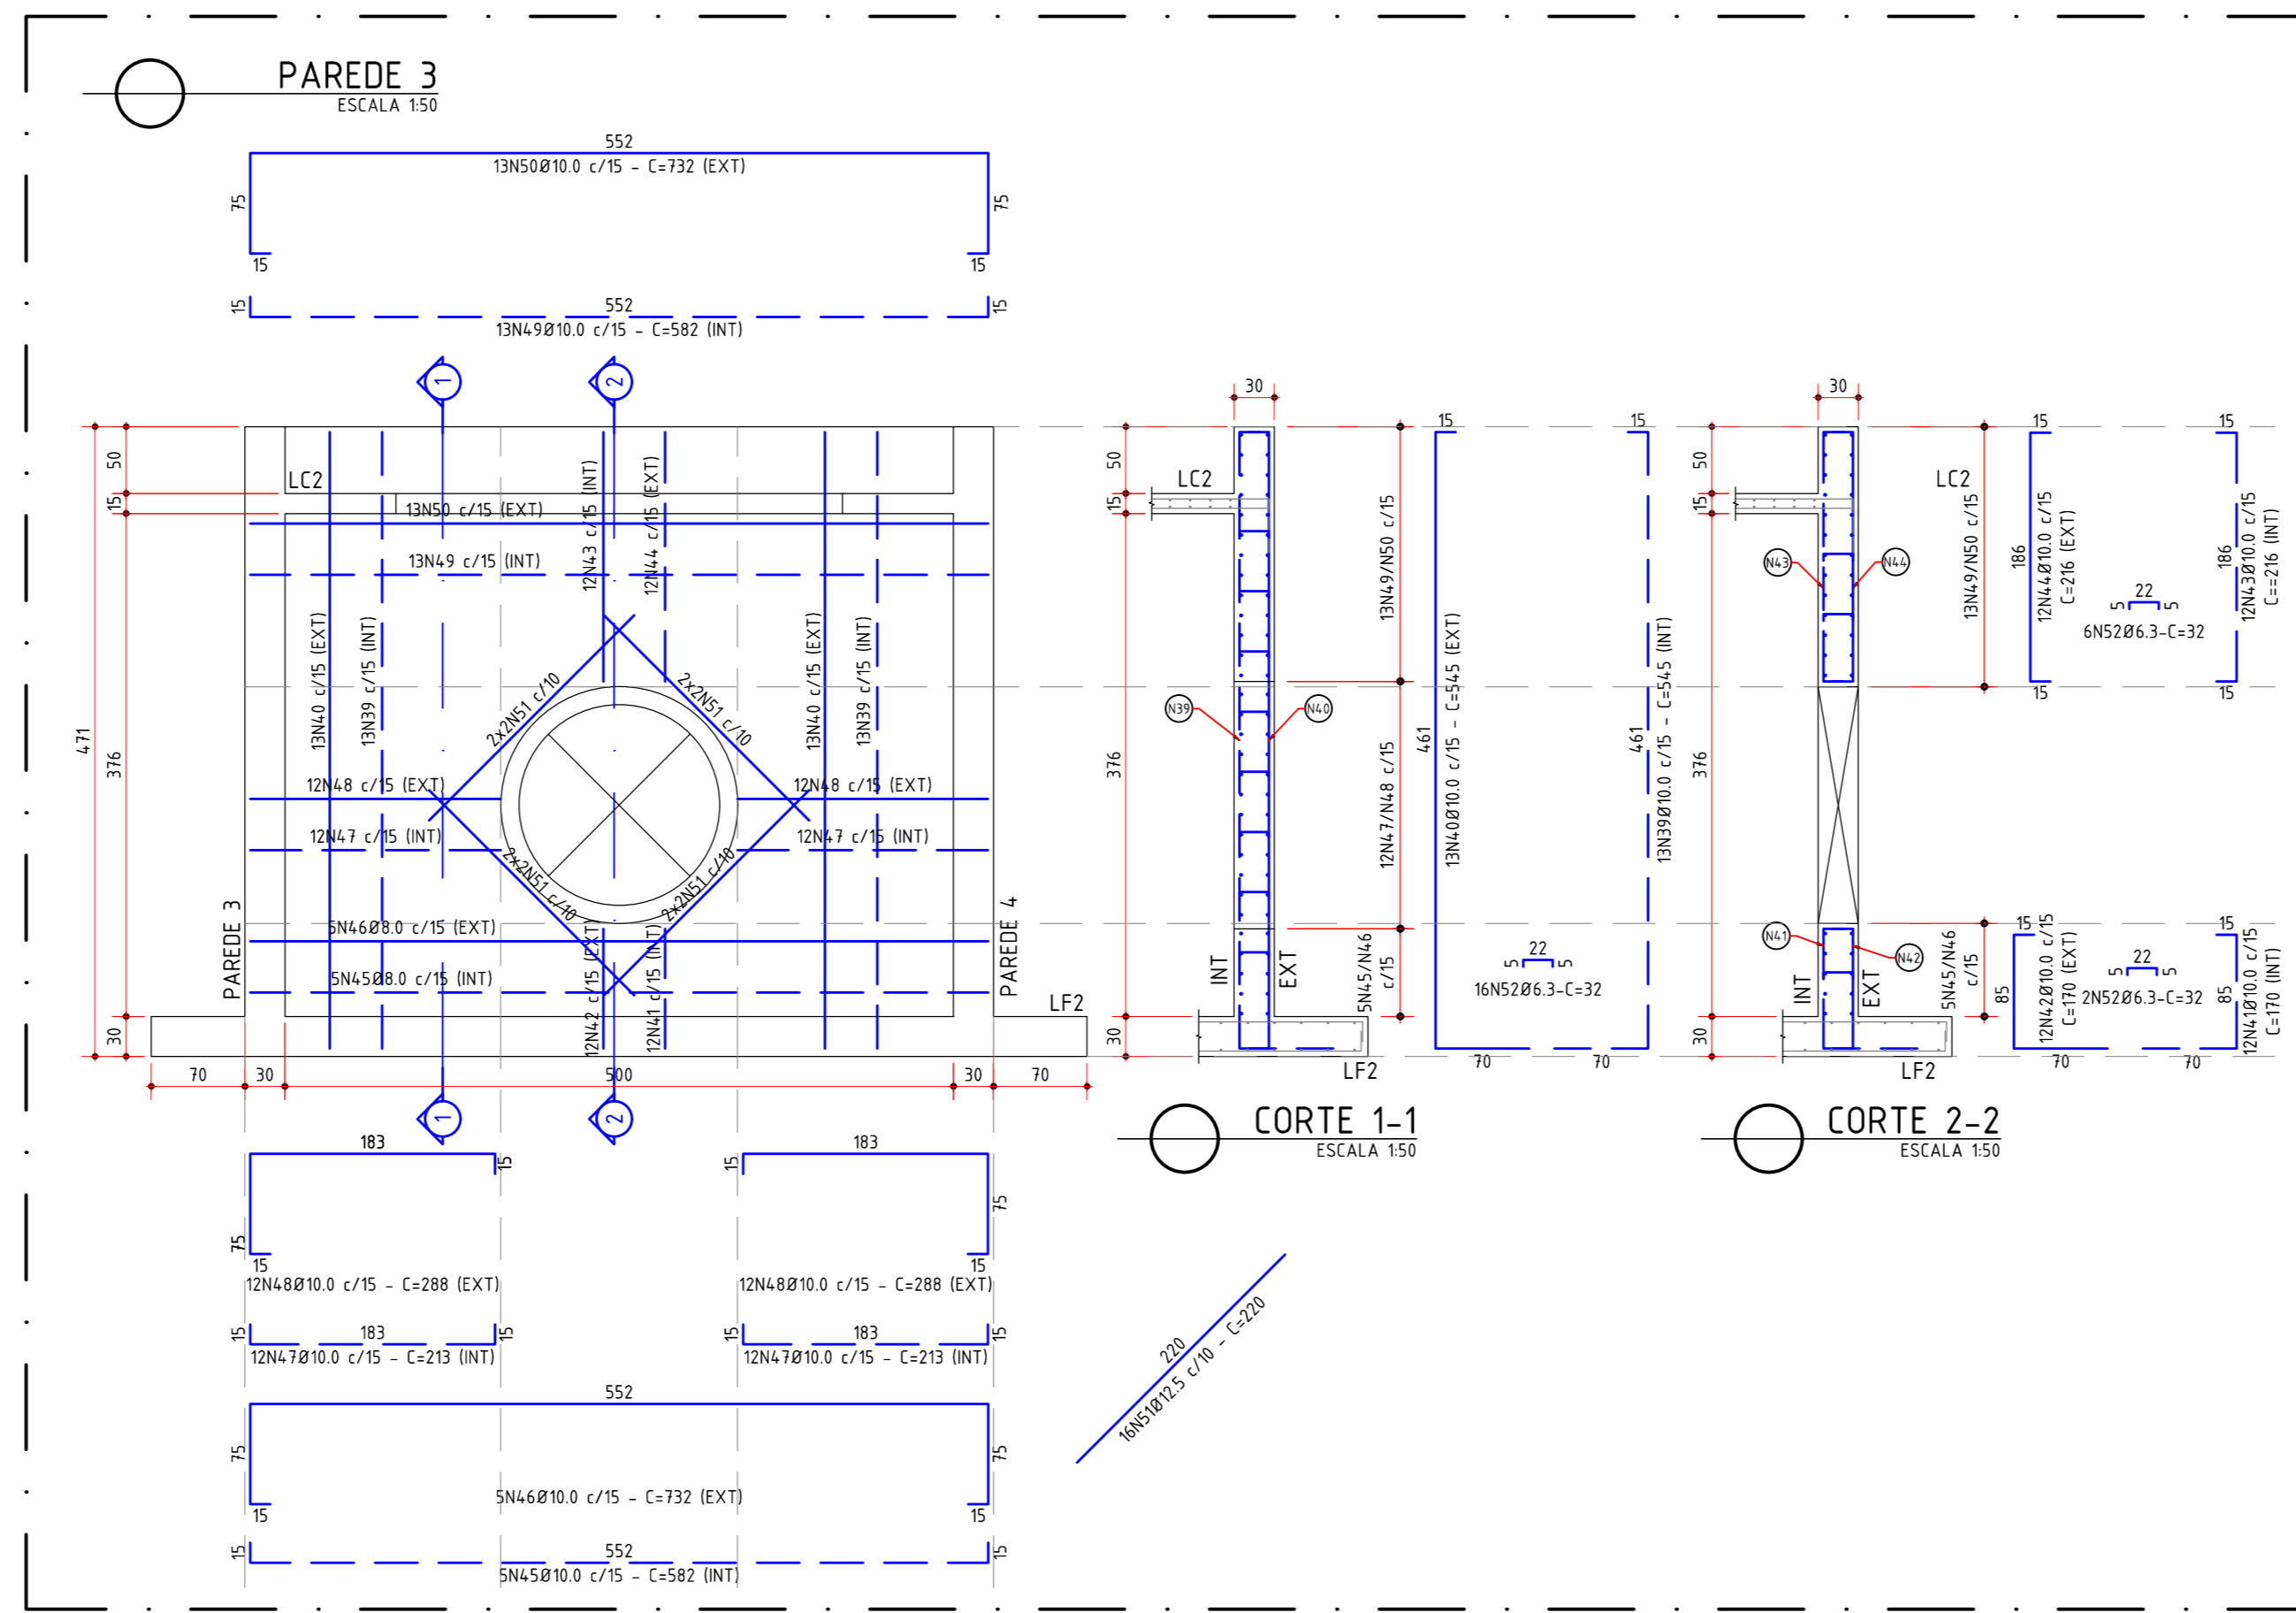 PAREDE 3
ESCALA 1:50
552
13N50Ø10.0 c/15 - C=732 (EXT)
75
75
15
15
15
552
15
13N49Ø10.0 c/15 - C=582 (INT)
1
2
471
50
15
376
30
LC2
13N50 c/15 (EXT)
13N49 c/15 (INT)
13N40 c/15 (EXT)
13N39 c/15 (INT)
12N43 c/15 (INT)
12N44 c/15 (EXT)
13N40 c/15 (EXT)
13N39 c/15 (INT)
2x2N51 c/10
2x2N51 c/10
12N48 c/15 (EXT)
12N48 c/15 (EXT)
12N47 c/15 (INT)
12N47 c/15 (INT)
2x2N51 c/10
2x2N51 c/10
PAREDE 3
PAREDE 4
5N46Ø8.0 c/15 (EXT)
5N45Ø8.0 c/15 (INT)
12N42 c/15 (EXT)
12N41 c/15 (INT)
LF2
70
30
500
30
70
1
2
183
15
75
15
12N48Ø10.0 c/15 - C=288 (EXT)
183
15
75
15
12N48Ø10.0 c/15 - C=288 (EXT)
15
183
15
12N47Ø10.0 c/15 - C=213 (INT)
15
183
15
12N47Ø10.0 c/15 - C=213 (INT)
552
75
75
5N46Ø10.0 c/15 - C=732 (EXT)
15
15
15
552
15
5N45Ø10.0 c/15 - C=582 (INT)
30
50
15
376
30
LC2
N39
N40
INT
EXT
LF2
13N49/N50 c/15
12N47/N48 c/15
5N45/N46
c/15
15
15
461
13N40Ø10.0 c/15 - C=545 (EXT)
461
13N39Ø10.0 c/15 - C=545 (INT)
5
22
5
16N52Ø6.3-C=32
70
70
CORTE 1-1
ESCALA 1:50
220
16N51Ø12.5 c/10 - C=220
30
50
15
376
30
LC2
N43
N44
N41
N42
INT
EXT
LF2
13N49/N50 c/15
5N45/N46
c/15
15
15
186
12N44Ø10.0 c/15
C=216 (EXT)
5
22
5
6N52Ø6.3-C=32
186
12N43Ø10.0 c/15
C=216 (INT)
15
15
15
15
85
12N42Ø10.0 c/15
C=170 (EXT)
5
22
5
2N52Ø6.3-C=32
85
12N41Ø10.0 c/15
C=170 (INT)
70
70
CORTE 2-2
ESCALA 1:50